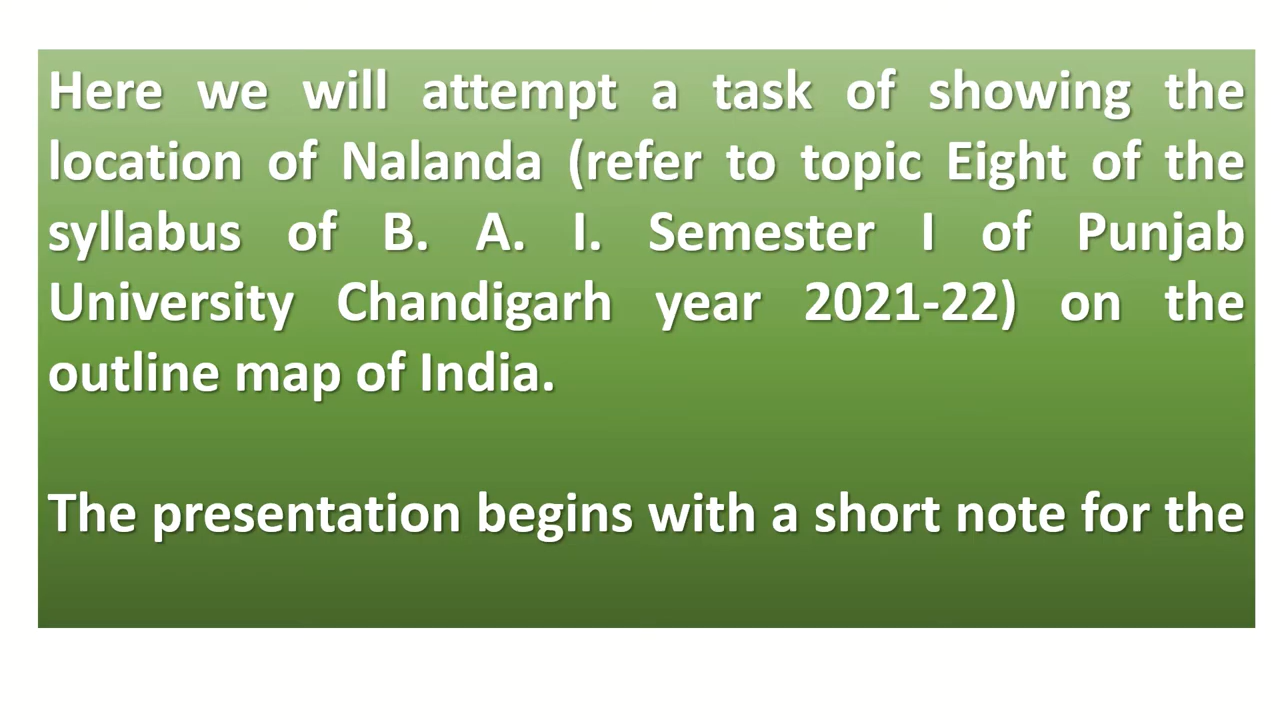 Here we will attempt a task of showing the
location of Nalanda (refer to topic Eight of the
syllabus of B. A. I. Semester I of Punjab
University Chandigarh year 2021-22) on the
outline map of India.
The presentation begins with a short note for the